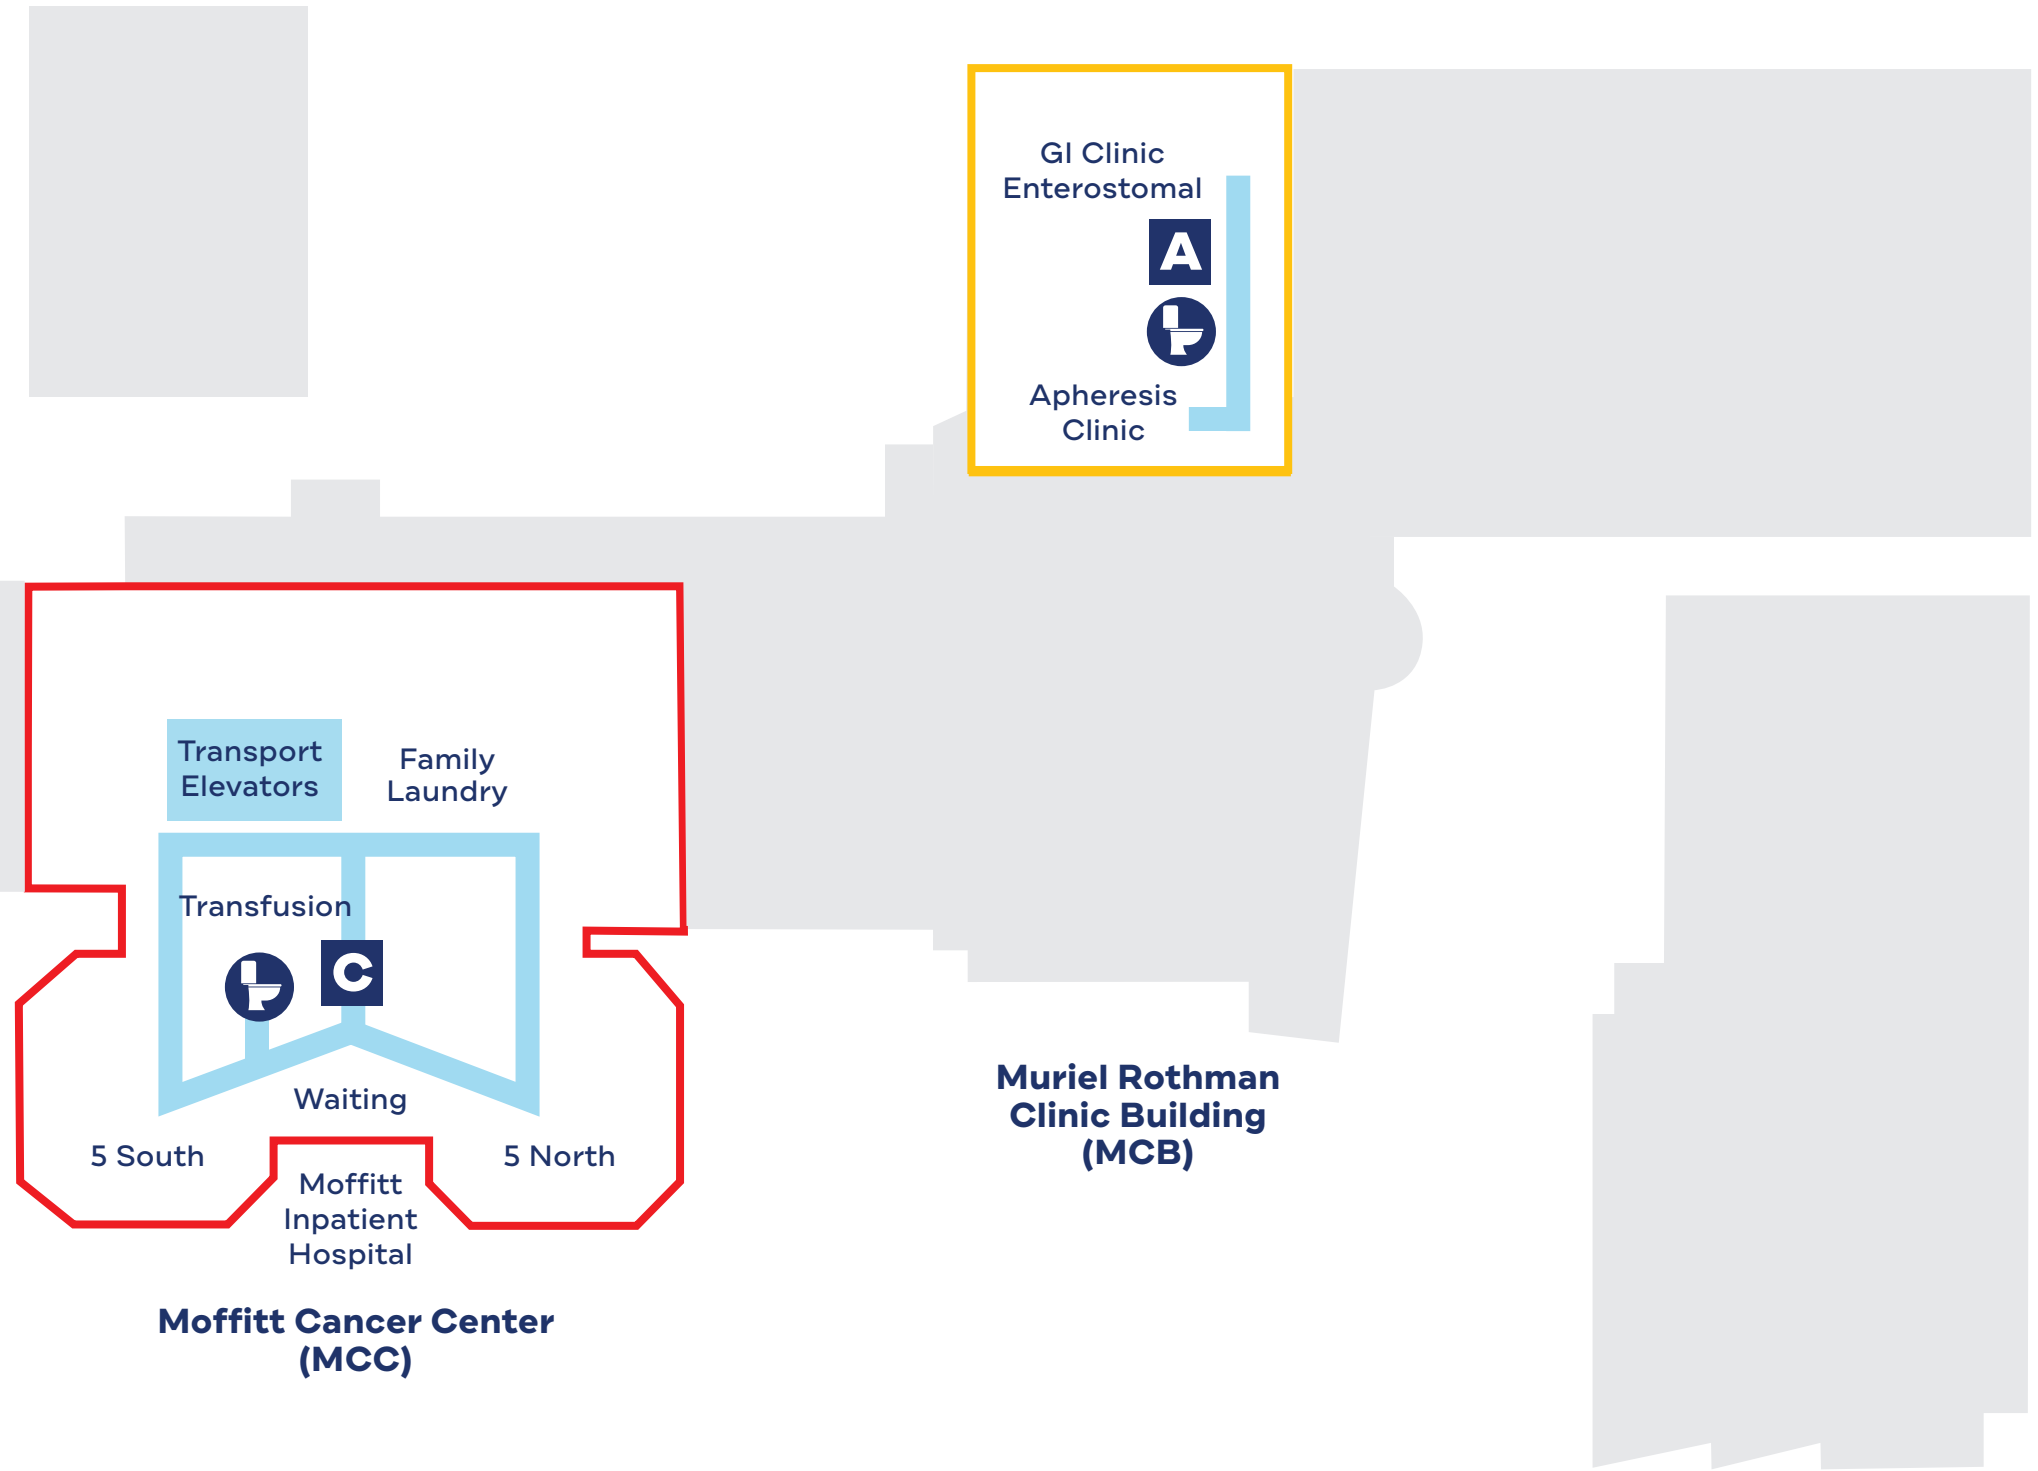 GI Clinic
Enterostomal
A
Apheresis
Clinic
Transport
Elevators
Family
Laundry
Transfusion
C
Waiting
5 South
5 North
Moffitt
Inpatient
Hospital
Moffitt Cancer Center
(MCC)
Muriel Rothman
Clinic Building
(MCB)